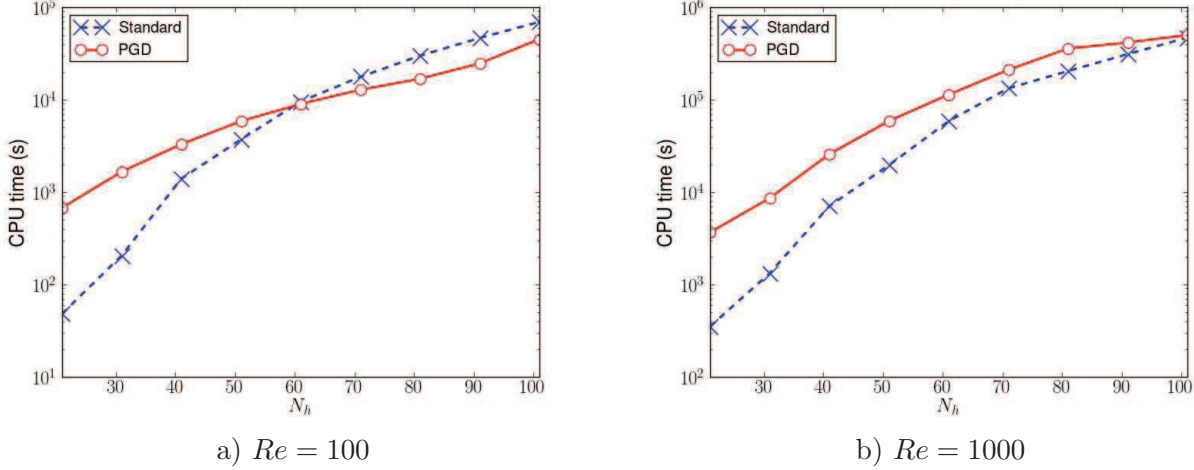 10^5
10^4
10^3
10^2
10^1
CPU time (s)
Standard
PGD
30 40 50 60 70 80 90 100
N_h
a) Re = 100
10^6
10^5
10^4
10^3
10^2
CPU time (s)
Standard
PGD
30 40 50 60 70 80 90 100
N_h
b) Re = 1000